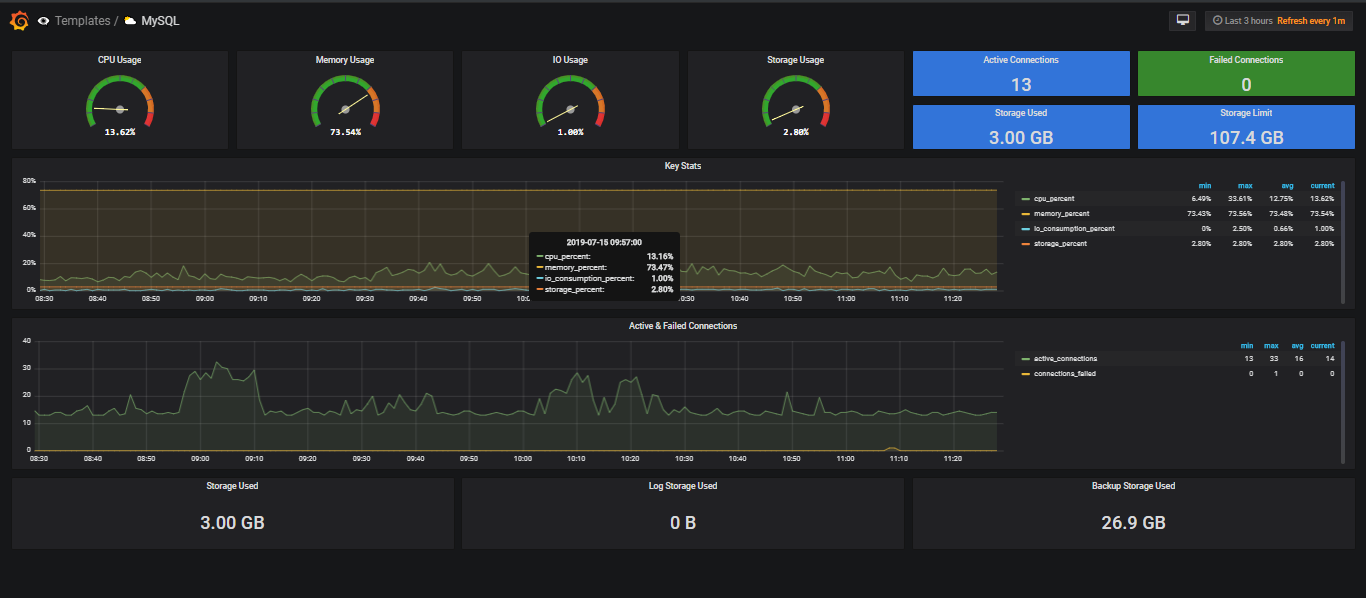 Templates / MySQL
Last 3 hours Refresh every 1m
CPU Usage
13.62%
Memory Usage
73.54%
IO Usage
1.00%
Storage Usage
2.80%
Active Connections
13
Failed Connections
0
Storage Used
3.00 GB
Storage Limit
107.4 GB
Key Stats
80%
60%
40%
20%
0%
08:30 08:40 08:50 09:00 09:10 09:20 09:30 09:40 09:50 10:40 10:50 11:00 11:10 11:20
2019-07-15 09:57:00
cpu_percent: 13.16%
memory_percent: 73.47%
io_consumption_percent: 1.00%
storage_percent: 2.80%
min max avg current
cpu_percent 6.49% 33.61% 12.75% 13.62%
memory_percent 73.43% 73.56% 73.48% 73.54%
io_consumption_percent 0% 2.50% 0.66% 1.00%
storage_percent 2.80% 2.80% 2.80% 2.80%
Active & Failed Connections
40
30
20
10
0
08:30 08:40 08:50 09:00 09:10 09:20 09:30 09:40 09:50 10:00 10:10 10:20 10:30 10:40 10:50 11:00 11:10 11:20
min max avg current
active_connections 13 33 16 14
connections_failed 0 1 0 0
Storage Used
3.00 GB
Log Storage Used
0 B
Backup Storage Used
26.9 GB